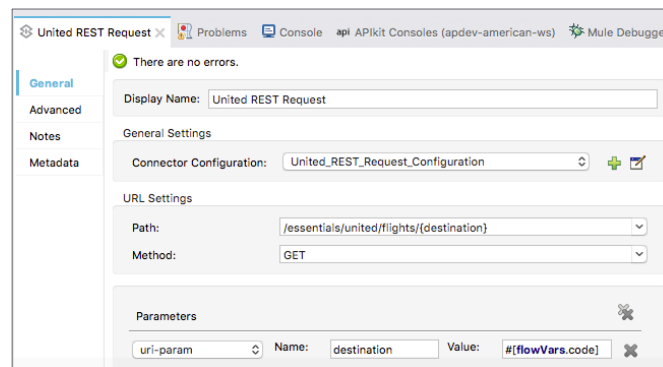 United REST Request Problems Console api APIkit Consoles (apdev-american-ws) Mule Debugge
There are no errors.
General
Advanced
Notes
Metadata
Display Name: United REST Request
General Settings
Connector Configuration: United_REST_Request_Configuration
URL Settings
Path: /essentials/united/flights/{destination}
Method: GET
Parameters
uri-param Name: destination Value: #[flowVars.code]